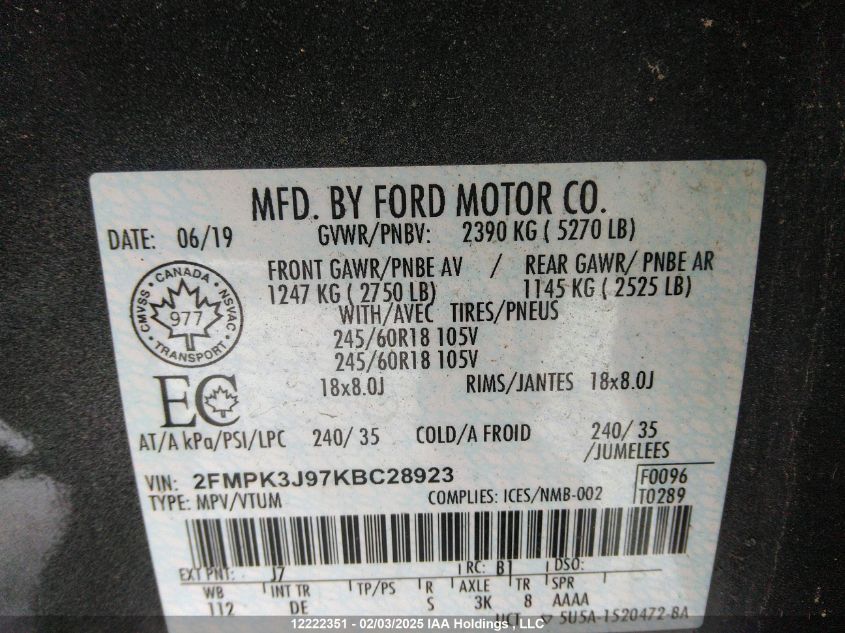 MFD. BY FORD MOTOR CO.
DATE: 06/19 GVWR/PNBV: 2390 KG ( 5270 LB)
FRONT GAWR/PNBE AV / REAR GAWR/ PNBE AR
1247 KG ( 2750 LB) 1145 KG ( 2525 LB)
WITH/AVEC TIRES/PNEUS
245/60R18 105V
245/60R18 105V
18x8.0J RIMS/JANTES 18x8.0J
CMVSS · CANADA · NSVAC · TRANSPORT ·
977
EC
AT/A kPa/PSI/LPC 240/ 35 COLD/A FROID 240/ 35
/JUMELEES
VIN: 2FMPK3J97KBC28923 F0096
TYPE: MPV/VTUM COMPLIES: ICES/NMB-002 T0289
EXT PNT: J7 RC: B1 DSO:
WB INT TR TP/PS R AXLE TR SPR
112 DE S 3K 8 AAAA
5U5A-1520472-8A
12222351 - 02/03/2025 IAA Holdings , LLC